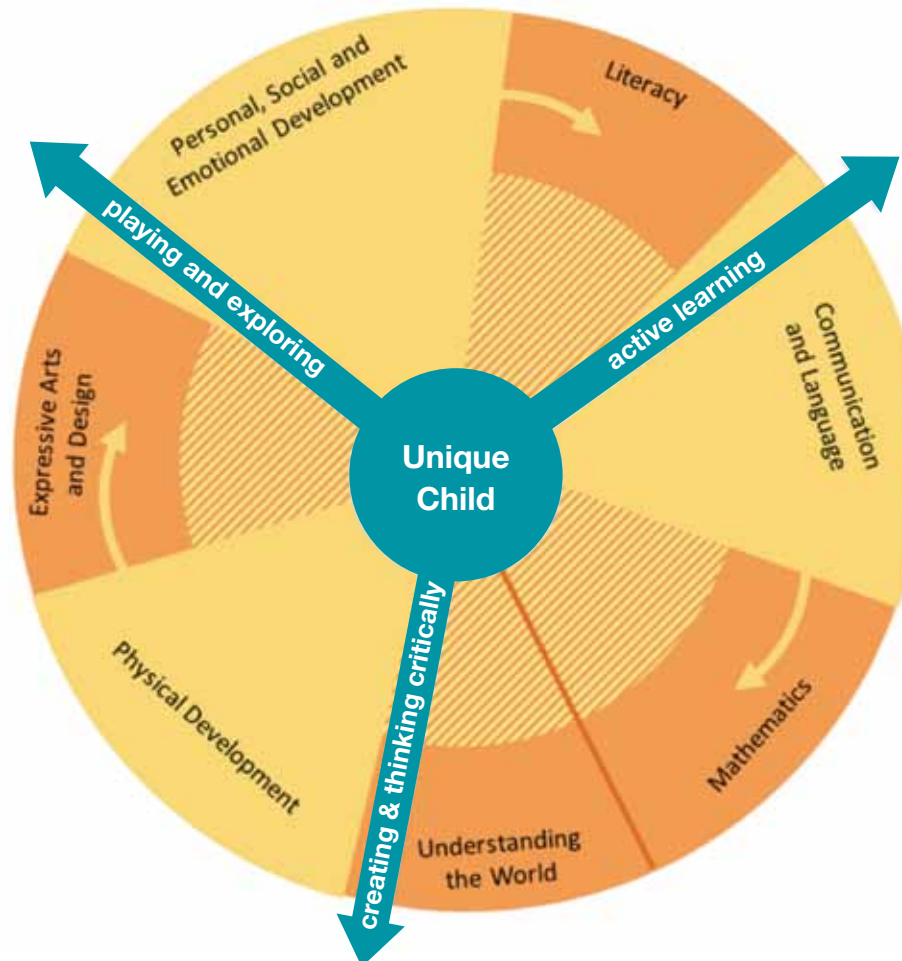 Personal, Social and
Emotional Development
Literacy
playing and exploring
active learning
Communication
and Language
Expressive Arts
and Design
Unique
Child
Physical Development
creating & thinking critically
Mathematics
Understanding
the World